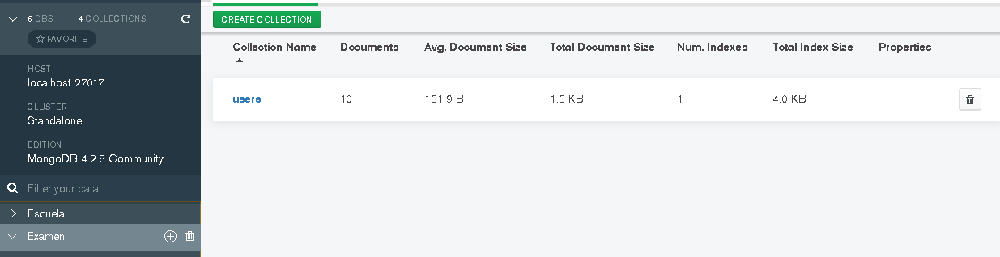 6 DBS 4 COLLECTIONS
FAVORITE
HOST
localhost:27017
CLUSTER
Standalone
EDITION
MongoDB 4.2.8 Community
Filter your data
Escuela
Examen
CREATE COLLECTION
Collection Name Documents Avg. Document Size Total Document Size Num. Indexes Total Index Size Properties
users 10 131.9 B 1.3 KB 1 4.0 KB